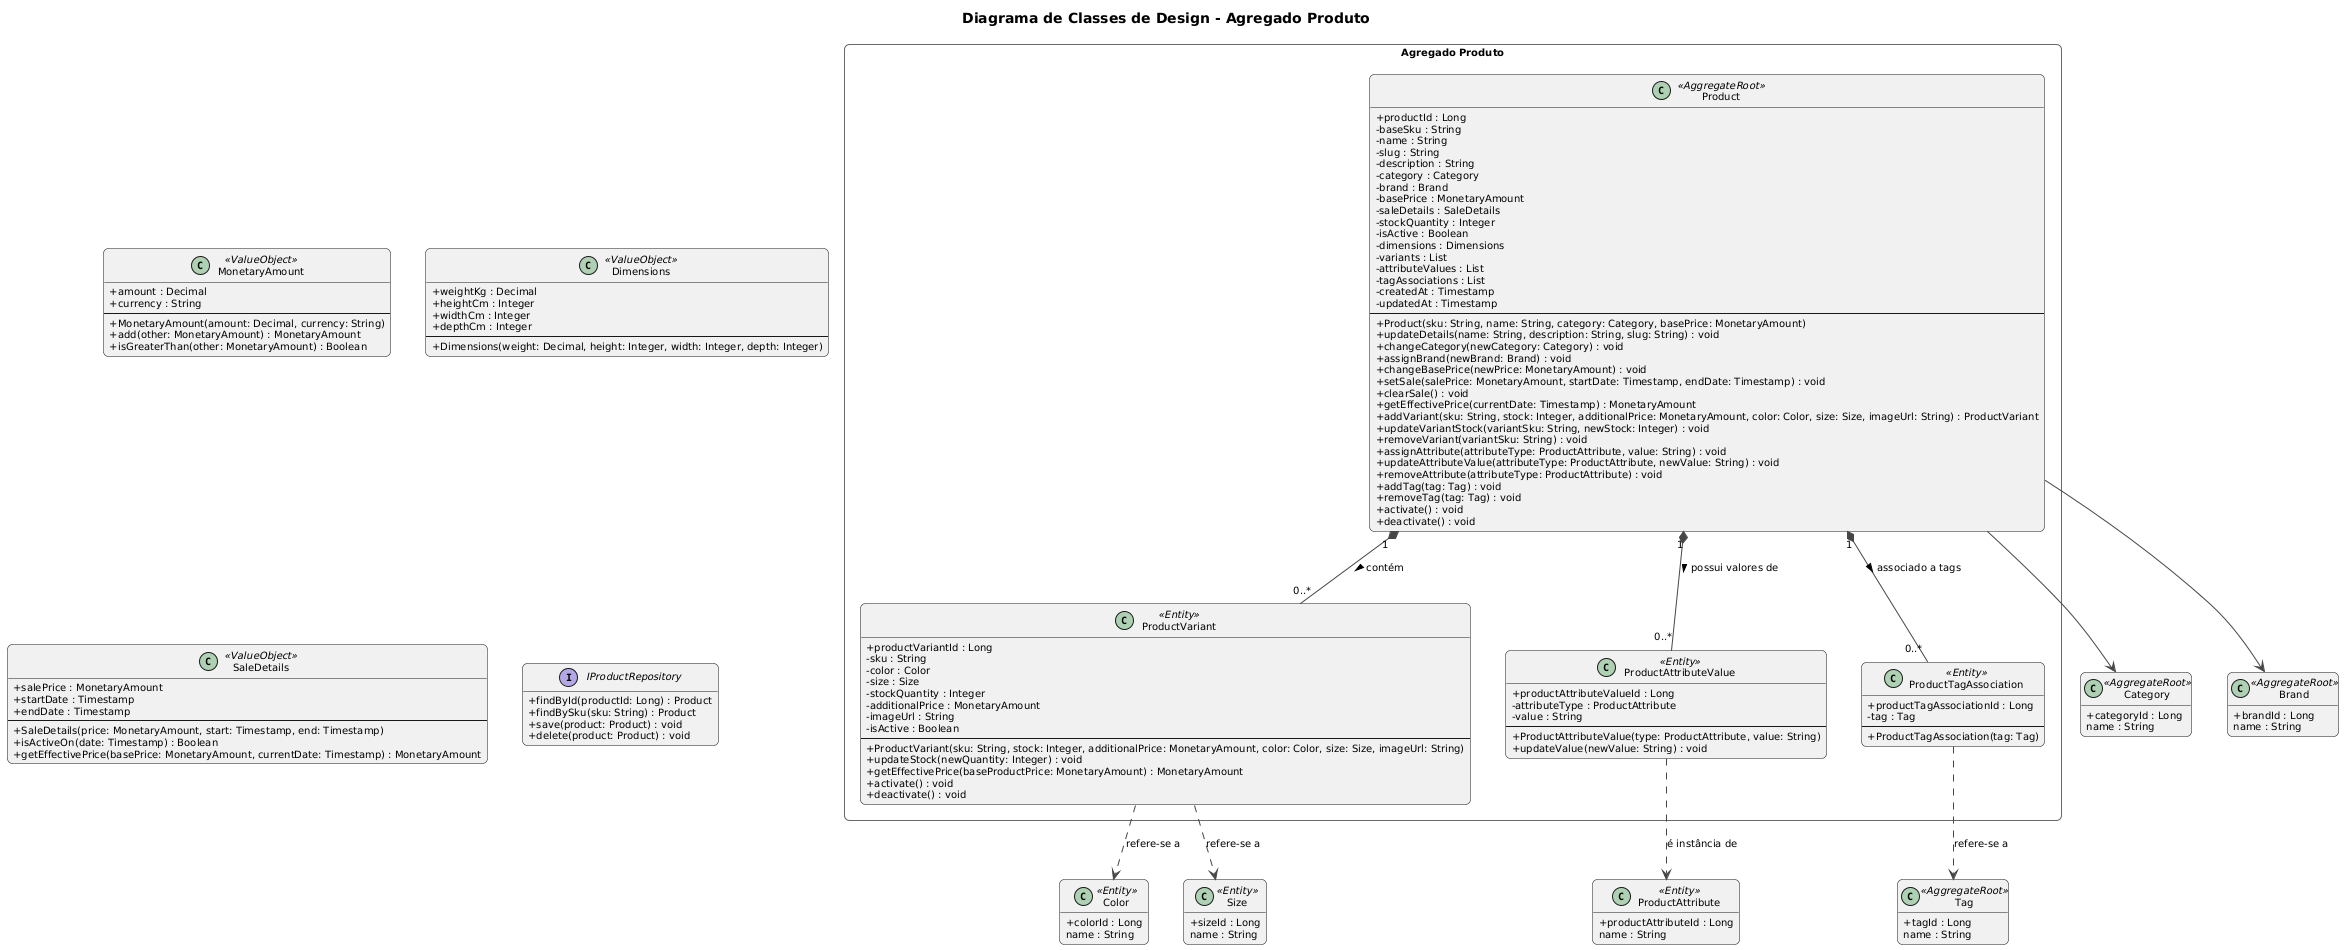 Diagrama de Classes de Design - Agregado Produto
Agregado Produto
C
«AggregateRoot»
Product
+productId : Long
-baseSku : String
-name : String
-slug : String
-description : String
-category : Category
-brand : Brand
-basePrice : MonetaryAmount
-saleDetails : SaleDetails
-stockQuantity : Integer
-isActive : Boolean
-dimensions : Dimensions
-variants : List
-attributeValues : List
-tagAssociations : List
-createdAt : Timestamp
-updatedAt : Timestamp
+Product(sku: String, name: String, category: Category, basePrice: MonetaryAmount)
+updateDetails(name: String, description: String, slug: String) : void
+changeCategory(newCategory: Category) : void
+assignBrand(newBrand: Brand) : void
+changeBasePrice(newPrice: MonetaryAmount) : void
+setSale(salePrice: MonetaryAmount, startDate: Timestamp, endDate: Timestamp) : void
+clearSale() : void
+getEffectivePrice(currentDate: Timestamp) : MonetaryAmount
+addVariant(sku: String, stock: Integer, additionalPrice: MonetaryAmount, color: Color, size: Size, imageUrl: String) : ProductVariant
+updateVariantStock(variantSku: String, newStock: Integer) : void
+removeVariant(variantSku: String) : void
+assignAttribute(attributeType: ProductAttribute, value: String) : void
+updateAttributeValue(attributeType: ProductAttribute, newValue: String) : void
+removeAttribute(attributeType: ProductAttribute) : void
+addTag(tag: Tag) : void
+removeTag(tag: Tag) : void
+activate() : void
+deactivate() : void
C
«ValueObject»
MonetaryAmount
+amount : Decimal
+currency : String
+MonetaryAmount(amount: Decimal, currency: String)
+add(other: MonetaryAmount) : MonetaryAmount
+isGreaterThan(other: MonetaryAmount) : Boolean
C
«ValueObject»
Dimensions
+weightKg : Decimal
+heightCm : Integer
+widthCm : Integer
+depthCm : Integer
+Dimensions(weight: Decimal, height: Integer, width: Integer, depth: Integer)
1
contém
0..*
1
possui valores de
0..*
1
associado a tags
0..*
C
«ValueObject»
SaleDetails
+salePrice : MonetaryAmount
+startDate : Timestamp
+endDate : Timestamp
+SaleDetails(price: MonetaryAmount, start: Timestamp, end: Timestamp)
+isActiveOn(date: Timestamp) : Boolean
+getEffectivePrice(basePrice: MonetaryAmount, currentDate: Timestamp) : MonetaryAmount
I
IProductRepository
+findById(productId: Long) : Product
+findBySku(sku: String) : Product
+save(product: Product) : void
+delete(product: Product) : void
C
«Entity»
ProductVariant
+productVariantId : Long
-sku : String
-color : Color
-size : Size
-stockQuantity : Integer
-additionalPrice : MonetaryAmount
-imageUrl : String
-isActive : Boolean
+ProductVariant(sku: String, stock: Integer, additionalPrice: MonetaryAmount, color: Color, size: Size, imageUrl: String)
+updateStock(newQuantity: Integer) : void
+getEffectivePrice(baseProductPrice: MonetaryAmount) : MonetaryAmount
+activate() : void
+deactivate() : void
C
«Entity»
ProductAttributeValue
+productAttributeValueId : Long
-attributeType : ProductAttribute
-value : String
+ProductAttributeValue(type: ProductAttribute, value: String)
+updateValue(newValue: String) : void
C
«Entity»
ProductTagAssociation
+productTagAssociationId : Long
-tag : Tag
+ProductTagAssociation(tag: Tag)
C
«AggregateRoot»
Category
+categoryId : Long
name : String
C
«AggregateRoot»
Brand
+brandId : Long
name : String
refere-se a
refere-se a
é instância de
refere-se a
C
«Entity»
Color
+colorId : Long
name : String
C
«Entity»
Size
+sizeId : Long
name : String
C
«Entity»
ProductAttribute
+productAttributeId : Long
name : String
C
«AggregateRoot»
Tag
+tagId : Long
name : String